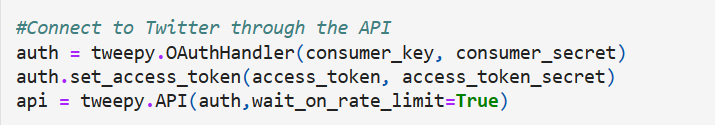 #Connect to Twitter through the API
auth = tweepy.OAuthHandler(consumer_key, consumer_secret)
auth.set_access_token(access_token, access_token_secret)
api = tweepy.API(auth,wait_on_rate_limit=True)